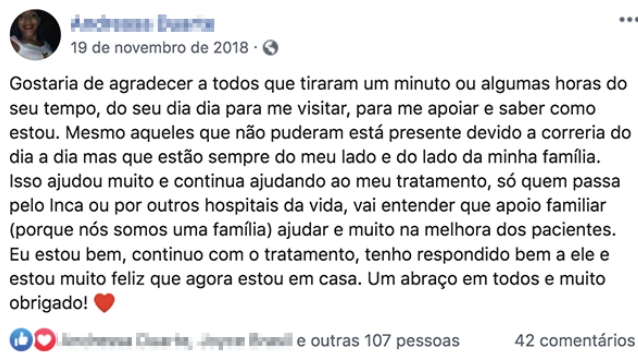 19 de novembro de 2018 ·
Gostaria de agradecer a todos que tiraram um minuto ou algumas horas do
seu tempo, do seu dia dia para me visitar, para me apoiar e saber como
estou. Mesmo aqueles que não puderam está presente devido a correria do
dia a dia mas que estão sempre do meu lado e do lado da minha família.
Isso ajudou muito e continua ajudando ao meu tratamento, só quem passa
pelo Inca ou por outros hospitais da vida, vai entender que apoio familiar
(porque nós somos uma família) ajudar e muito na melhora dos pacientes.
Eu estou bem, continuo com o tratamento, tenho respondido bem a ele e
estou muito feliz que agora estou em casa. Um abraço em todos e muito
obrigado! ❤️
e outras 107 pessoas 42 comentários